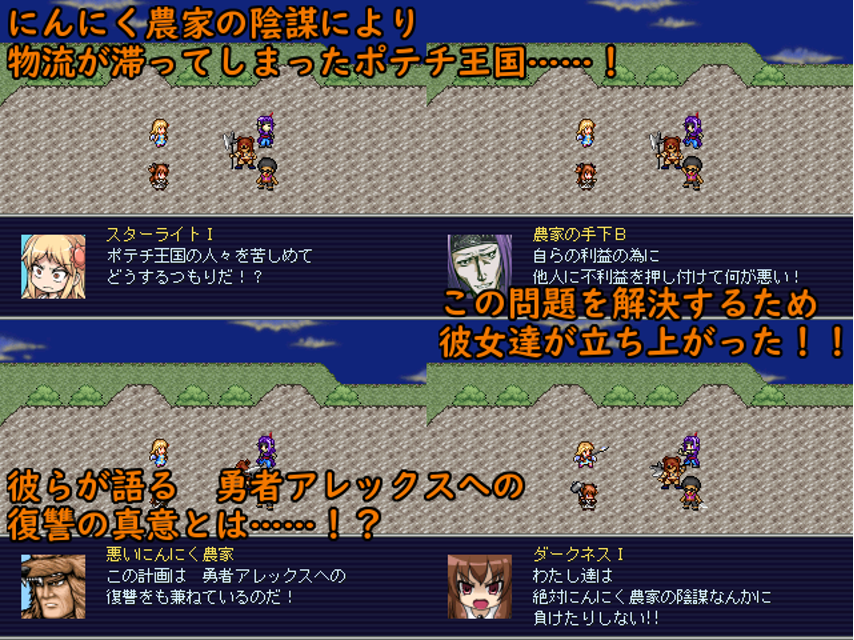 にんにく農家の陰謀により
物流が滞ってしまったポテチ王国……！
スターライトⅠ
ポテチ王国の人々を苦しめて
どうするつもりだ！？
農家の手下Ｂ
自らの利益の為に
他人に不利益を押し付けて何が悪い！
この問題を解決するため
彼女達が立ち上がった！！
彼らが語る　勇者アレックスへの
復讐の真意とは……！？
悪いにんにく農家
この計画は　勇者アレックスへの
復讐をも兼ねているのだ！
ダークネスⅠ
わたし達は
絶対にんにく農家の陰謀なんかに
負けたりしない!!